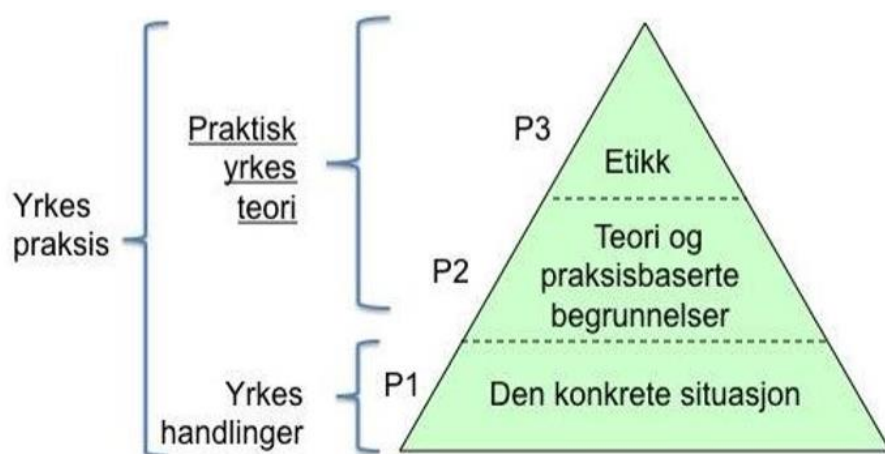 Yrkes
praksis
Praktisk
yrkes
teori
Yrkes
handlinger
P3
Etikk
P2
Teori og
praksisbaserte
begrunnelser
P1
Den konkrete situasjon